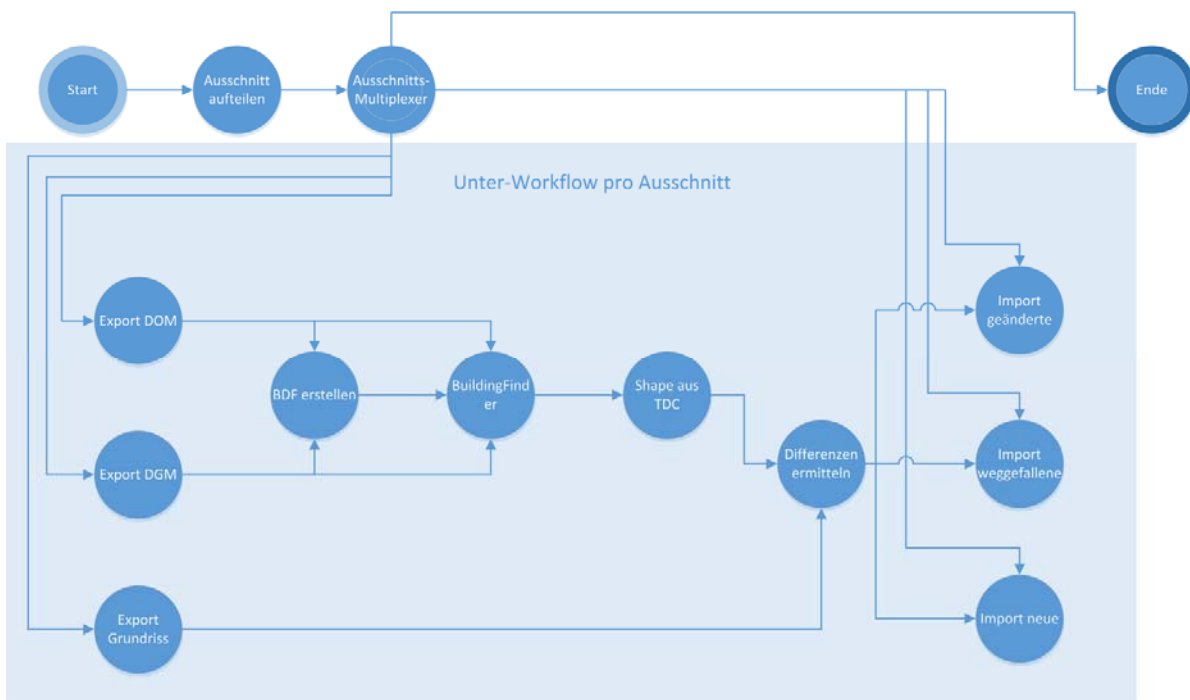 Start
Ausschnitt
aufteilen
Ausschnitts-
Multiplexer
Ende
Unter-Workflow pro Ausschnitt
Export DOM
Import
geänderte
BDF erstellen
BuildingFind
er
Shape aus
TDC
Export DGM
Differenzen
ermitteln
Import
weggefallene
Export
Grundriss
Import neue